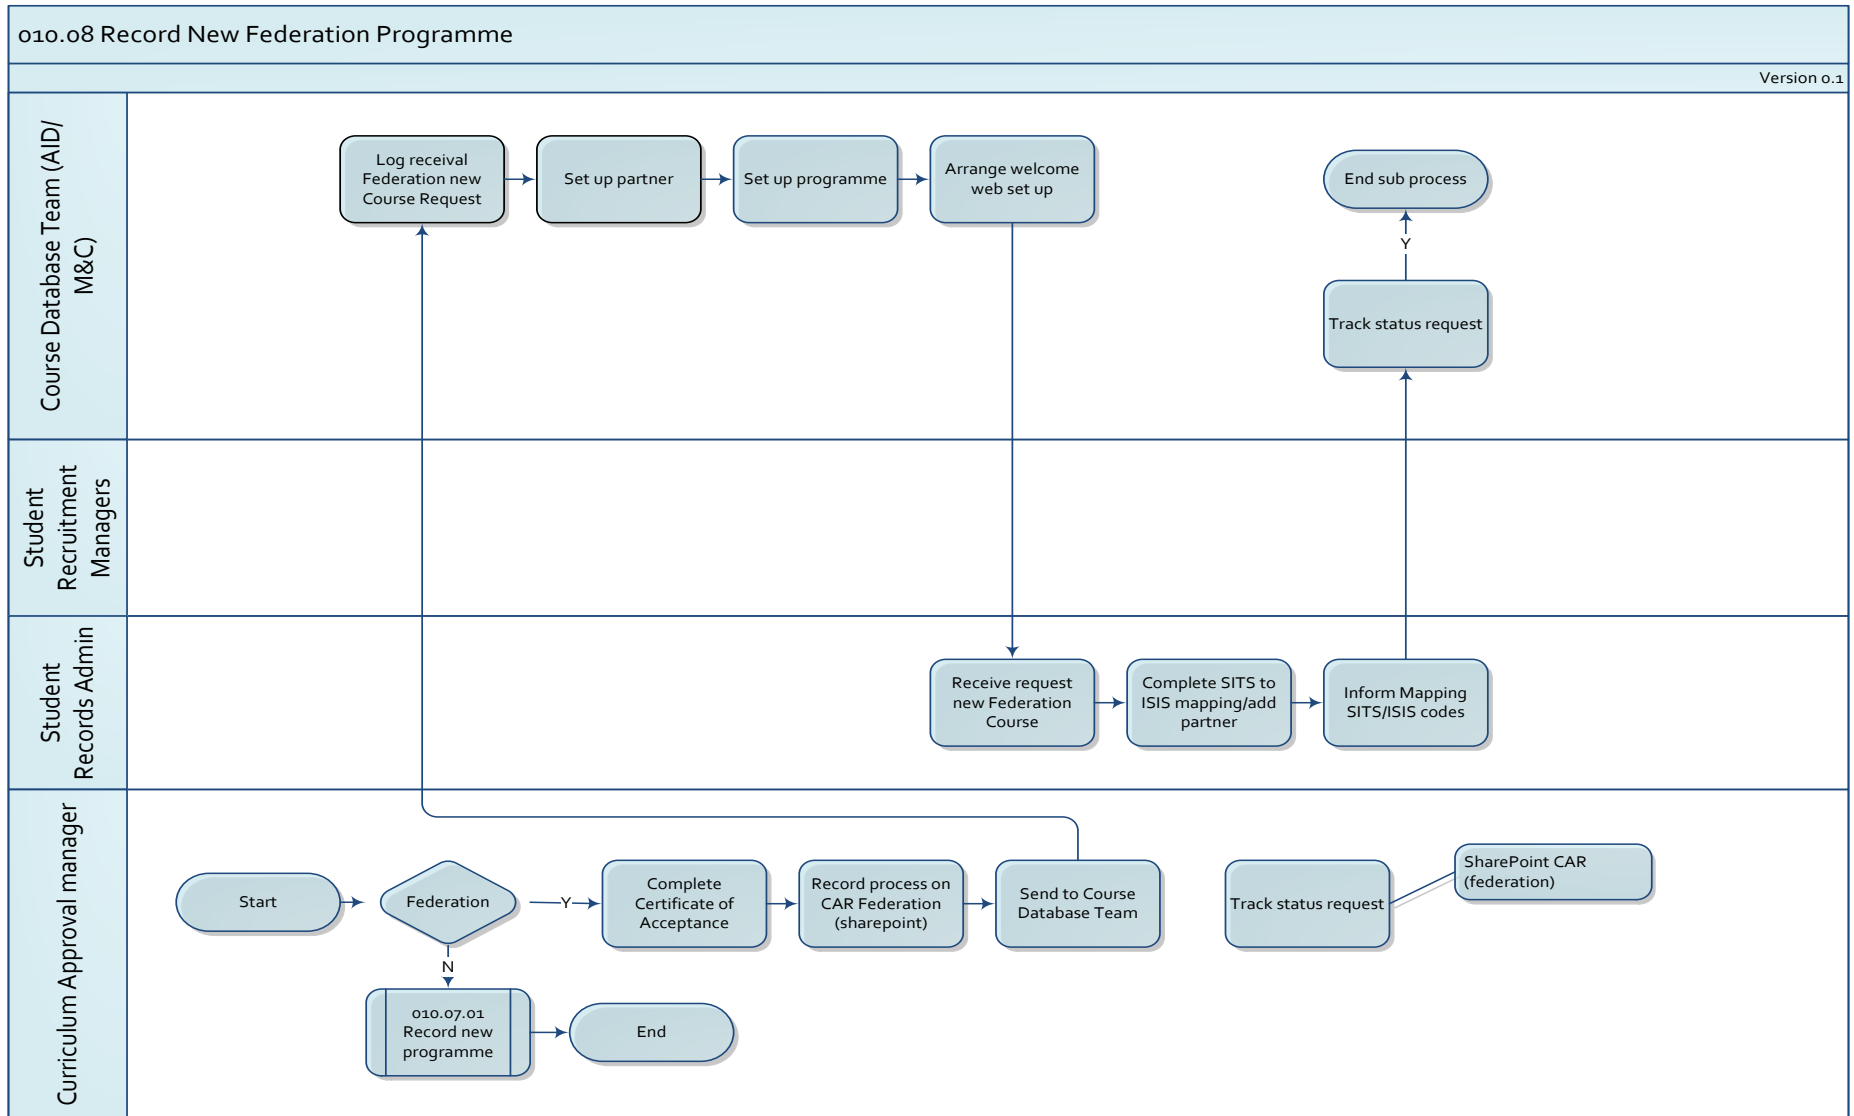 010.08 Record New Federation Programme
Version 0.1
Course Database Team (AID/
M&C)
Log receival
Federation new
Course Request
Set up partner
Set up programme
Arrange welcome
web set up
End sub process
Y
Track status request
Student
Recruitment
Managers
Student
Records Admin
Receive request
new Federation
Course
Complete SITS to
ISIS mapping/add
partner
Inform Mapping
SITS/ISIS codes
Curriculum Approval manager
Start
Federation
Y
Complete
Certificate of
Acceptance
Record process on
CAR Federation
(sharepoint)
Send to Course
Database Team
Track status request
SharePoint CAR
(federation)
N
010.07.01
Record new
programme
End